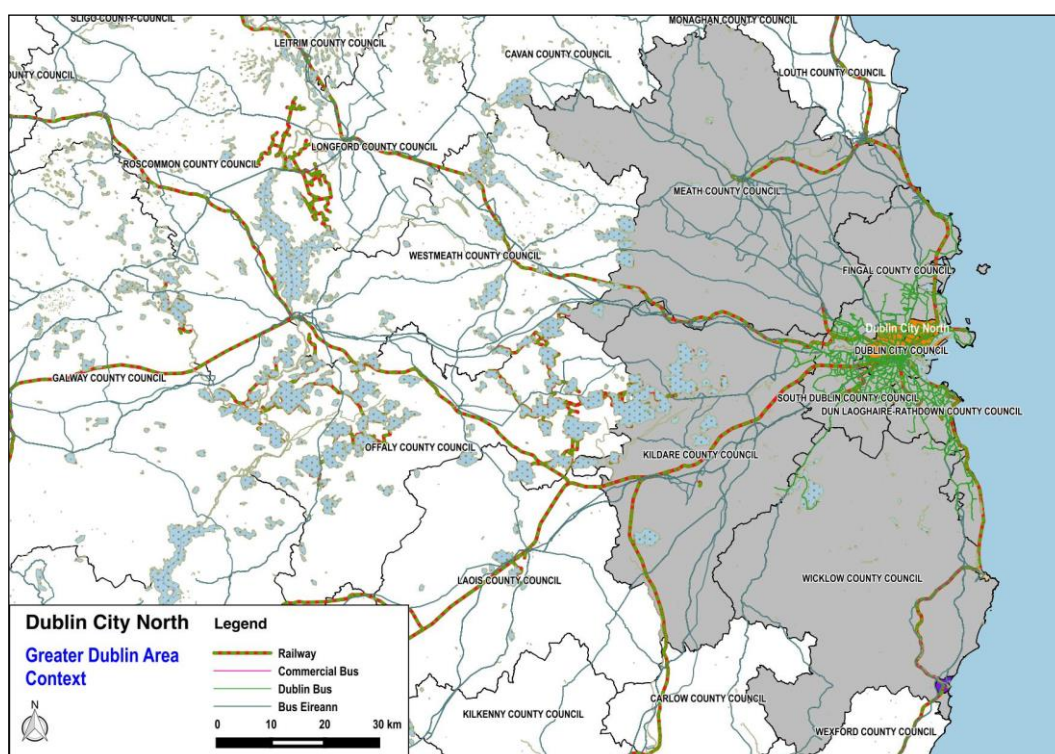 SLIGO COUNTY COUNCIL
MONAGHAN COUNTY COUNCIL
LEITRIM COUNTY COUNCIL
CAVAN COUNTY COUNCIL
OUNTY COUNCIL
LOUTH COUNTY COUNCIL
LONGFORD COUNTY COUNCIL
ROSCOMMON COUNTY COUNCIL
MEATH COUNTY COUNCIL
WESTMEATH COUNTY COUNCIL
FINGAL COUNTY COUNCIL
Dublin City North
DUBLIN CITY COUNCIL
GALWAY COUNTY COUNCIL
SOUTH DUBLIN COUNTY COUNCIL
DUN LAOGHAIRE-RATHDOWN COUNTY COUNCIL
OFFALY COUNTY COUNCIL
KILDARE COUNTY COUNCIL
LAOIS COUNTY COUNCIL
WICKLOW COUNTY COUNCIL
CARLOW COUNTY COUNCIL
KILKENNY COUNTY COUNCIL
WEXFORD COUNTY COUNCIL
Dublin City North
Greater Dublin Area
Context
N
Legend
Railway
Commercial Bus
Dublin Bus
Bus Eireann
0 10 20 30 km